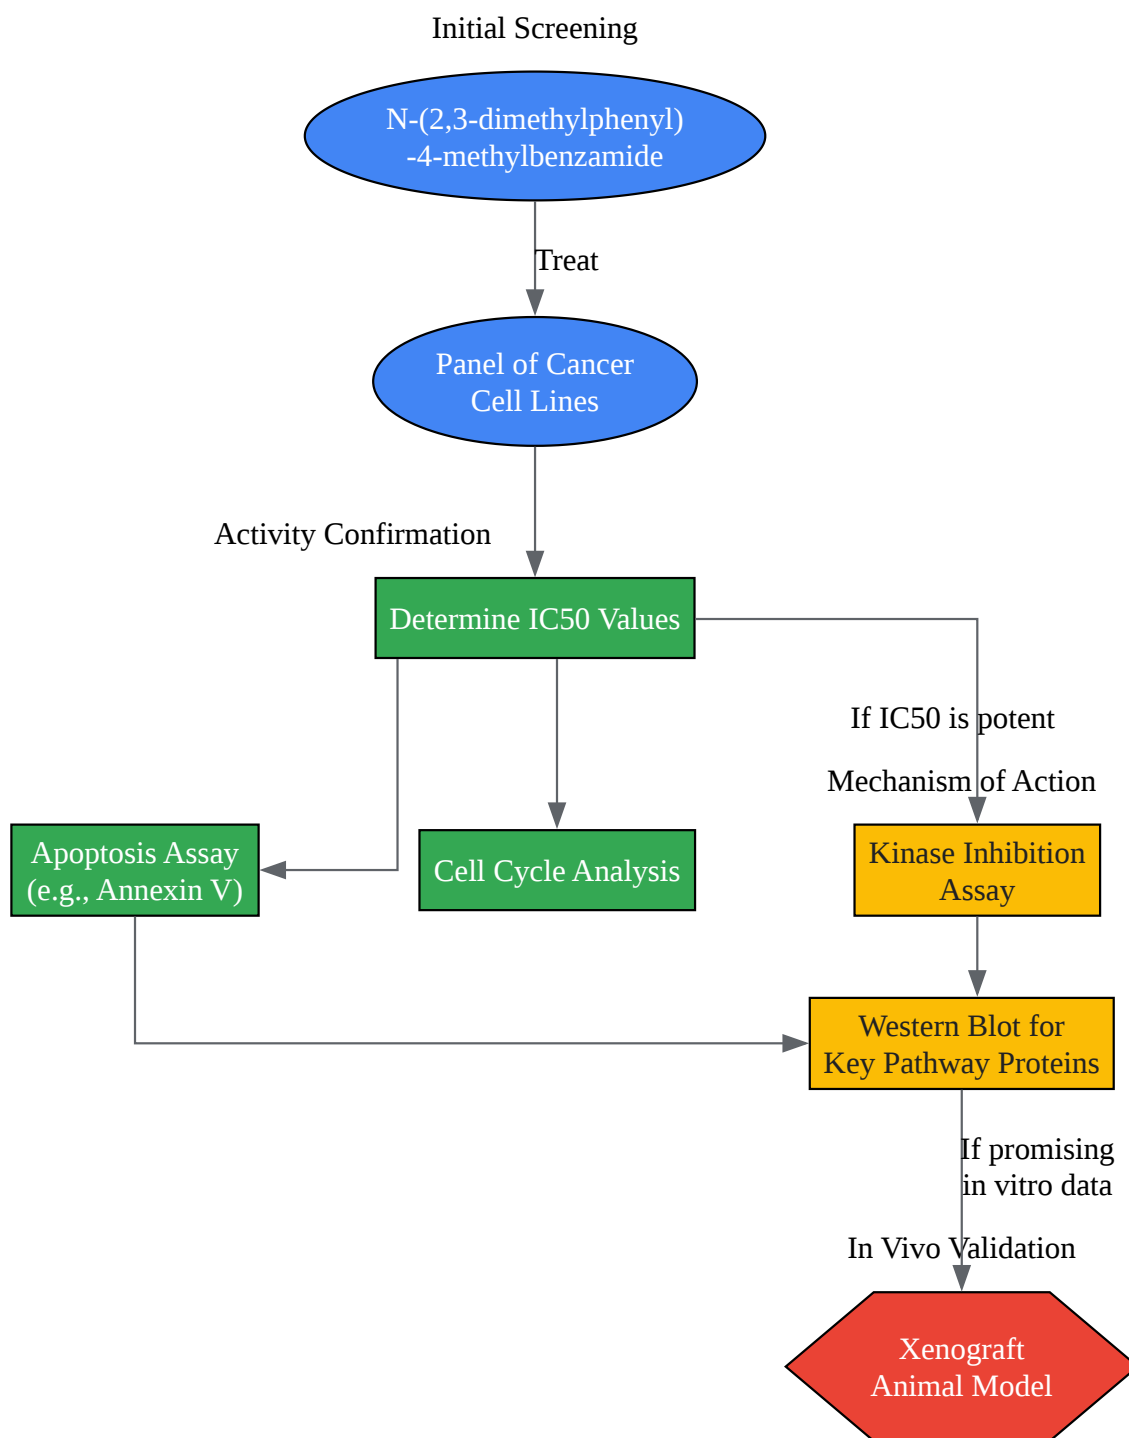 Initial Screening
N-(2,3-dimethylphenyl)
-4-methylbenzamide
Treat
Panel of Cancer
Cell Lines
Activity Confirmation
Determine IC50 Values
If IC50 is potent
Mechanism of Action
Apoptosis Assay
(e.g., Annexin V)
Cell Cycle Analysis
Kinase Inhibition
Assay
Western Blot for
Key Pathway Proteins
If promising
in vitro data
In Vivo Validation
Xenograft
Animal Model